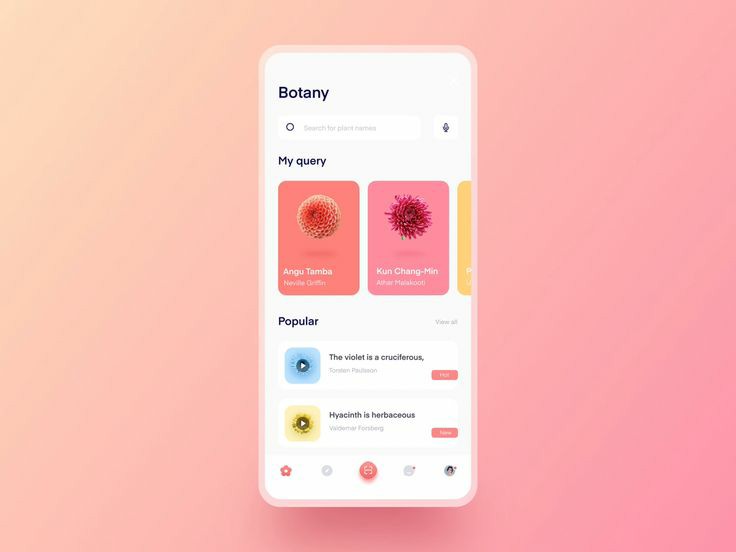 Botany
Search for plant names
My query
Angu Tamba
Neville Griffin
Kun Chang-Min
Athar Malakooti
P
Popular
View all
The violet is a cruciferous,
Torsten Paulsson
Hot
Hyacinth is herbaceous
Valdemar Forsberg
New